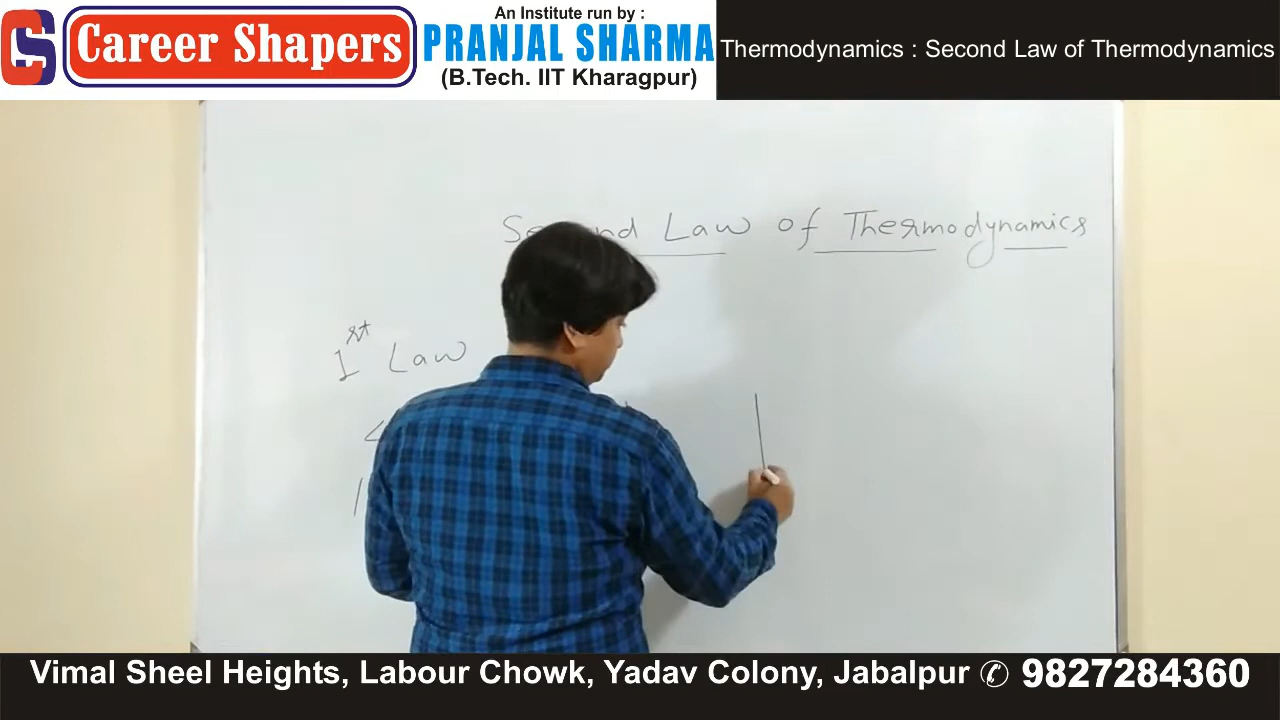 CS Career Shapers
An Institute run by :
PRANJAL SHARMA
(B.Tech. IIT Kharagpur)
Thermodynamics : Second Law of Thermodynamics
Law of Thermodynamics
1st Law
Vimal Sheel Heights, Labour Chowk, Yadav Colony, Jabalpur ✆ 9827284360